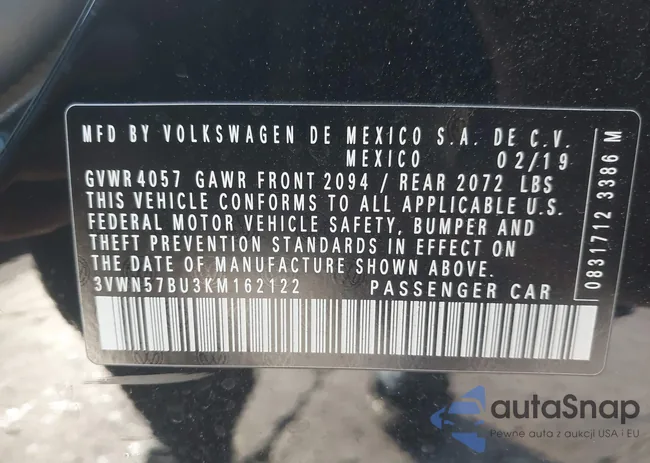 MFD BY VOLKSWAGEN DE MEXICO S.A. DE C.V.
MEXICO 02/19
GVWR 4057 GAWR FRONT 2094 / REAR 2072 LBS
THIS VEHICLE CONFORMS TO ALL APPLICABLE U.S.
FEDERAL MOTOR VEHICLE SAFETY, BUMPER AND
THEFT PREVENTION STANDARDS IN EFFECT ON
THE DATE OF MANUFACTURE SHOWN ABOVE.
3VWN57BU3KM162122 PASSENGER CAR
0831712 3386 M
autoSnap
Pewne auta z aukcji USA i EU